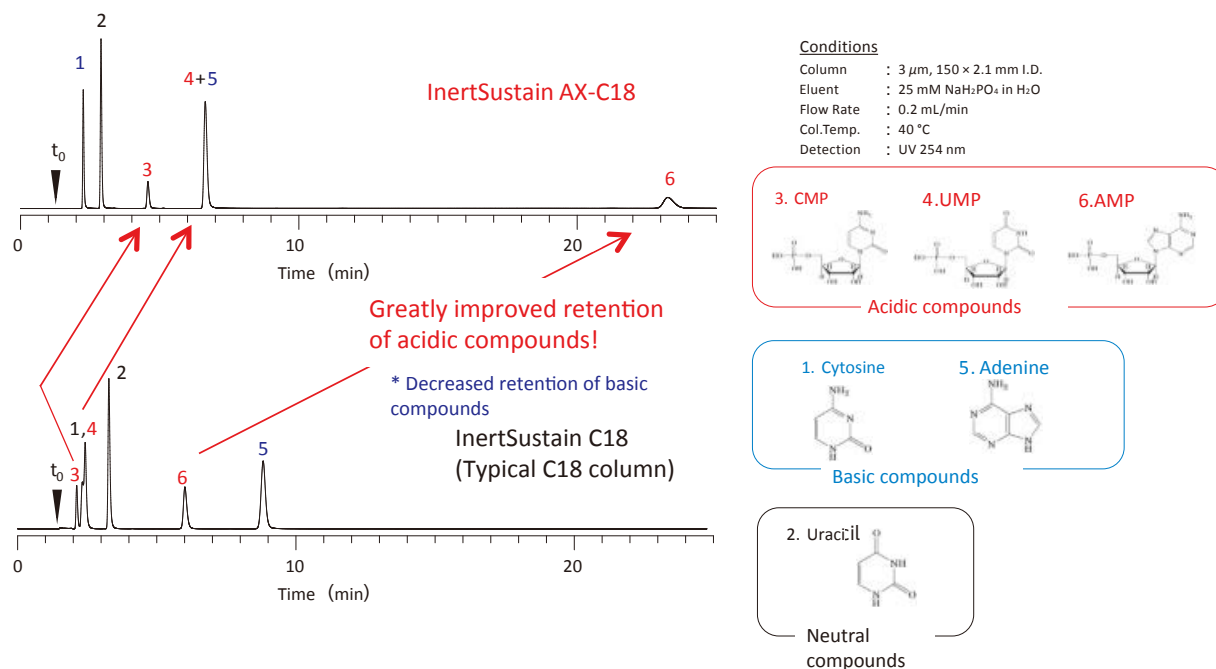 1
2
4+5
InertSustain AX-C18
t₀
3
6
0
10
20
Time (min)
Greatly improved retention
of acidic compounds!
* Decreased retention of basic
compounds
InertSustain C18
(Typical C18 column)
2
1,4
3
t₀
6
5
0
10
20
Time (min)
Conditions
Column : 3 μm, 150 × 2.1 mm I.D.
Eluent : 25 mM NaH₂PO₄ in H₂O
Flow Rate : 0.2 mL/min
Col.Temp. : 40 °C
Detection : UV 254 nm
3. CMP
4.UMP
6.AMP
Acidic compounds
1. Cytosine
5. Adenine
NH₂
NH₂
N
N
N
O
N
H
N
N
H
Basic compounds
2. Uracil
O
NH
N
H
O
Neutral
compounds